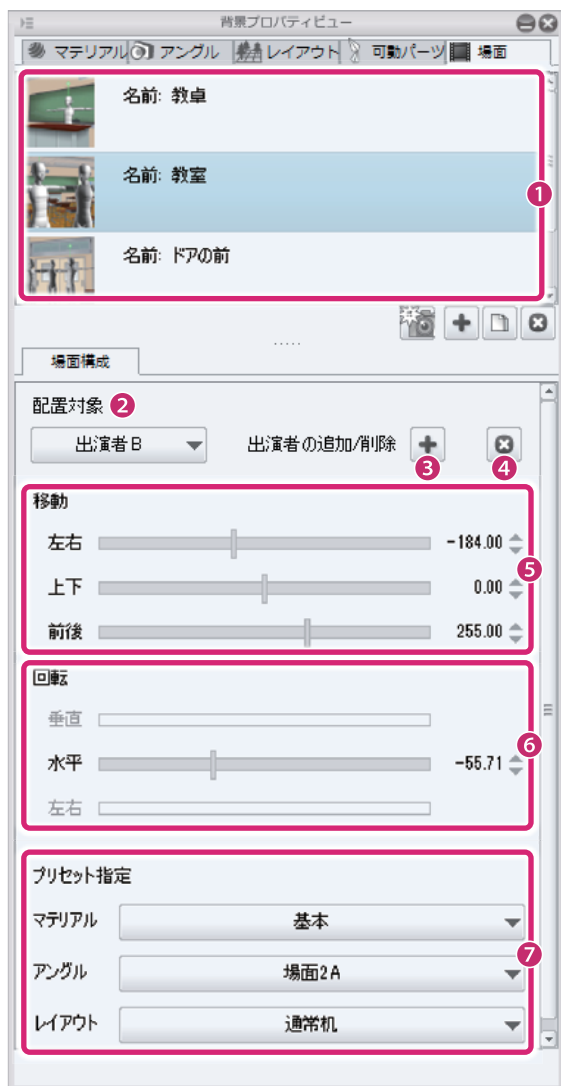 背景プロパティビュー
マテリアル アングル レイアウト 可動パーツ 場面
名前: 教卓
名前: 教室
1
名前: ドアの前
場面構成
配置対象 2
出演者B 出演者の追加/削除
3 4
移動
左右 -184.00
5
上下 0.00
前後 255.00
回転
垂直
6
水平 -55.71
左右
プリセット指定
マテリアル 基本
7
アングル 場面2A
レイアウト 通常机